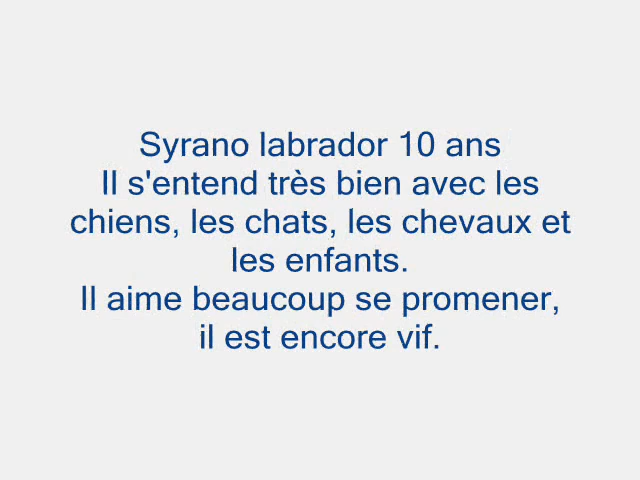 Syrano labrador 10 ans
Il s'entend très bien avec les
chiens, les chats, les chevaux et
les enfants.
Il aime beaucoup se promener,
il est encore vif.